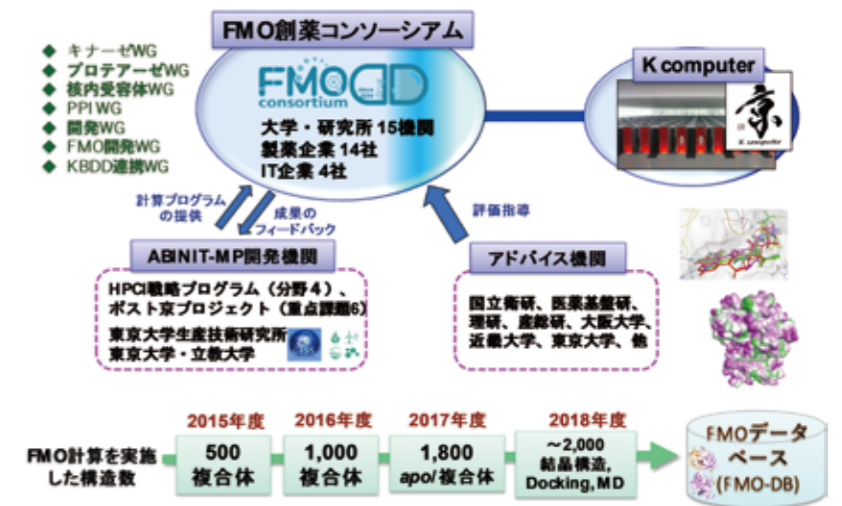 FMO創薬コンソーシアム
◆ キナーゼWG
◆ プロテアーゼWG
◆ 核内受容体WG
◆ PPI WG
◆ 開発WG
◆ FMO開発WG
◆ KBDD連携WG
FMODD
consortium
大学・研究所 15機関
製薬企業 14社
IT企業 4社
K computer
京
K computer
計算プログラム
の提供
成果の
フィードバック
評価指導
ABINIT-MP開発機関
HPCI戦略プログラム（分野４）、
ポスト京プロジェクト（重点課題6）
東京大学生産技術研究所
東京大学・立教大学
アドバイス機関
国立衛研、医薬基盤研、
理研、産総研、大阪大学、
近畿大学、東京大学、他
FMO計算を実施
した構造数
2015年度
500
複合体
2016年度
1,000
複合体
2017年度
1,800
apo/複合体
2018年度
～2,000
結晶構造,
Docking, MD
FMOデータ
ベース
(FMO-DB)